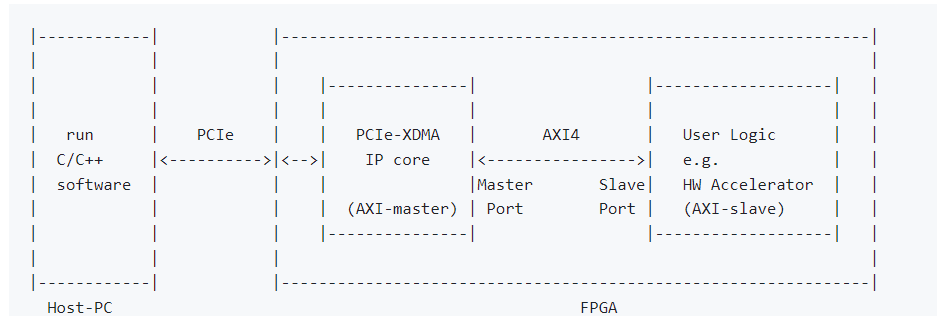 run PCIe PCIe-XDMA AXI4 User Logic
C/C++ IP core e.g.
software Master Slave HW Accelerator
(AXI-master) Port Port (AXI-slave)
Host-PC FPGA